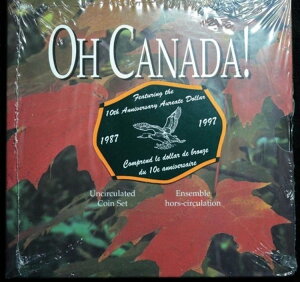 OH CANADA!
Featuring the
10th Anniversary Aureate Dollar
1987 1997
Comprend le dollar de bronze
du 10e anniversaire
Uncirculated Ensemble
Coin Set hors-circulation